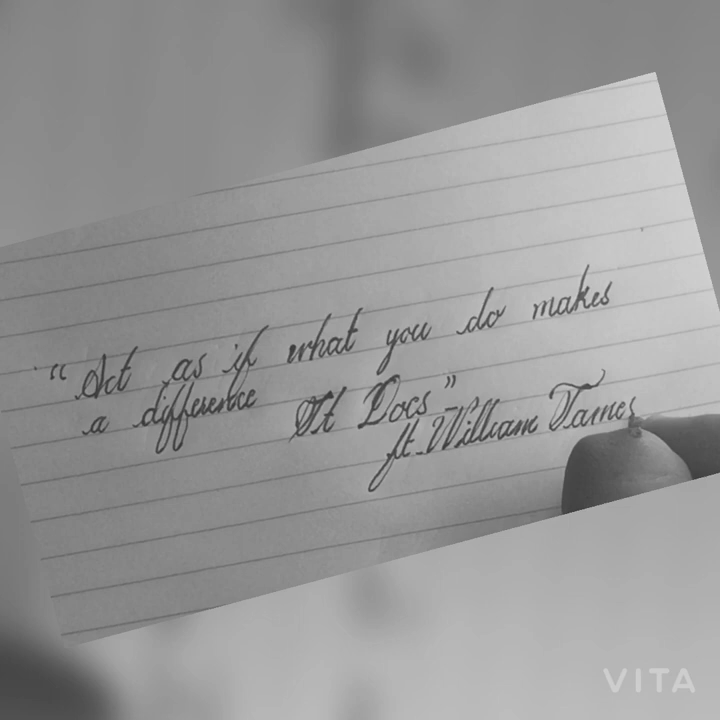 “Act as if what you do makes
a difference It Does”
ft. William James
VITA